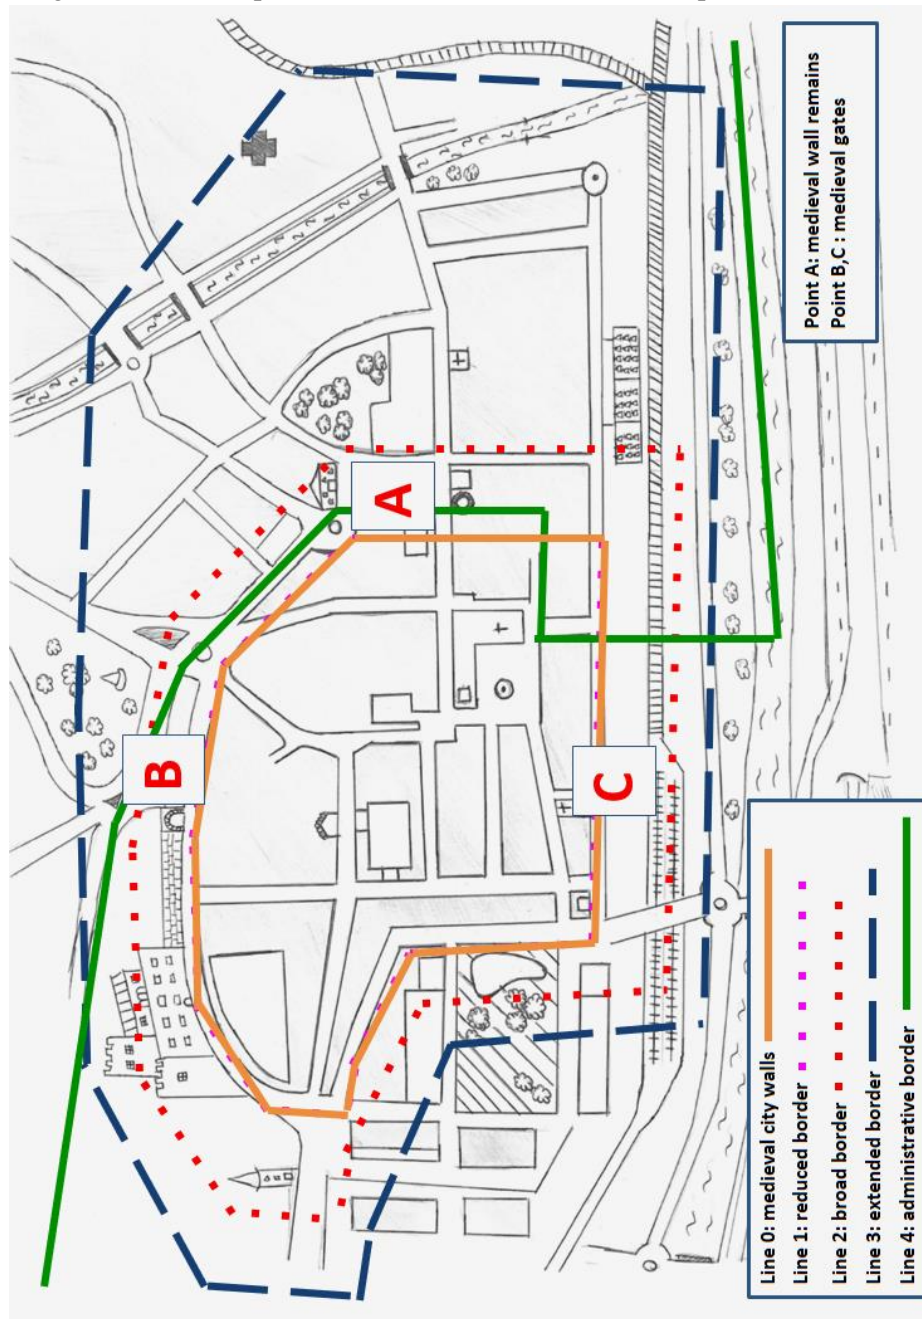 Point A: medieval wall remains
Point B,C : medieval gates
A
B
C
Line 0: medieval city walls
Line 1: reduced border
Line 2: broad border
Line 3: extended border
Line 4: administrative border